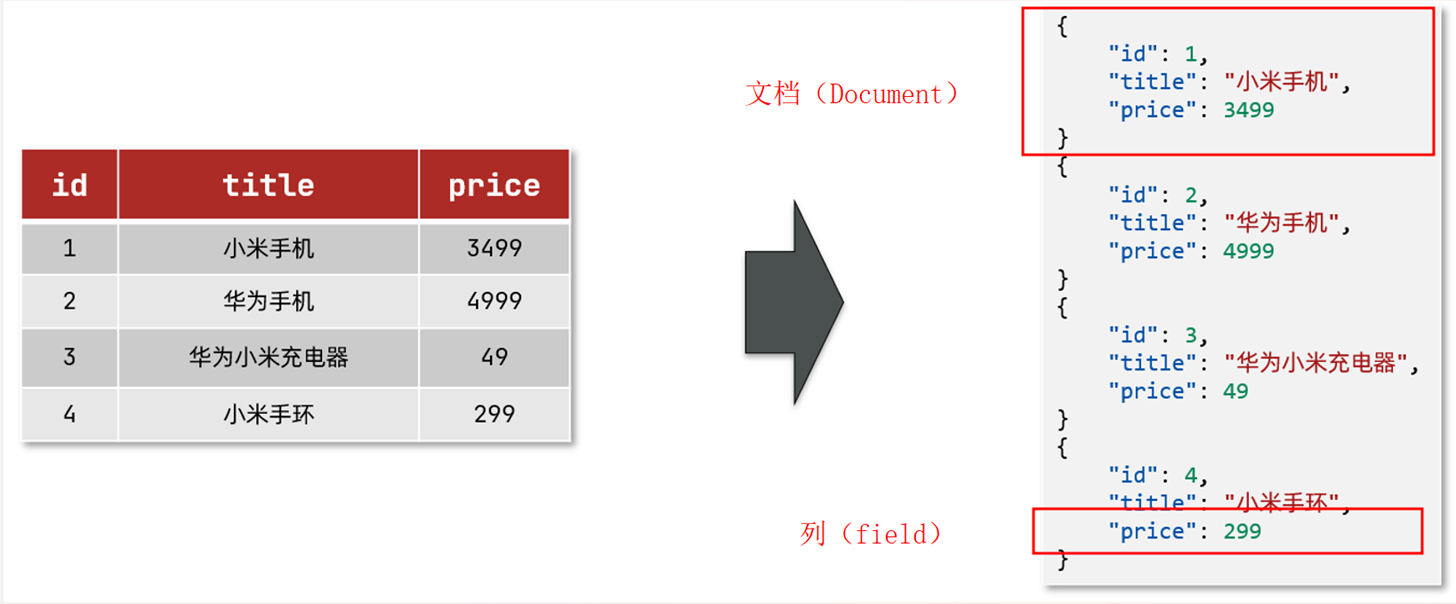 id title price
1 小米手机 3499
2 华为手机 4999
3 华为小米充电器 49
4 小米手环 299
文档（Document）
列（field）
{
"id": 1,
"title": "小米手机",
"price": 3499
}
{
"id": 2,
"title": "华为手机",
"price": 4999
}
{
"id": 3,
"title": "华为小米充电器",
"price": 49
}
{
"id": 4,
"title": "小米手环",
"price": 299
}